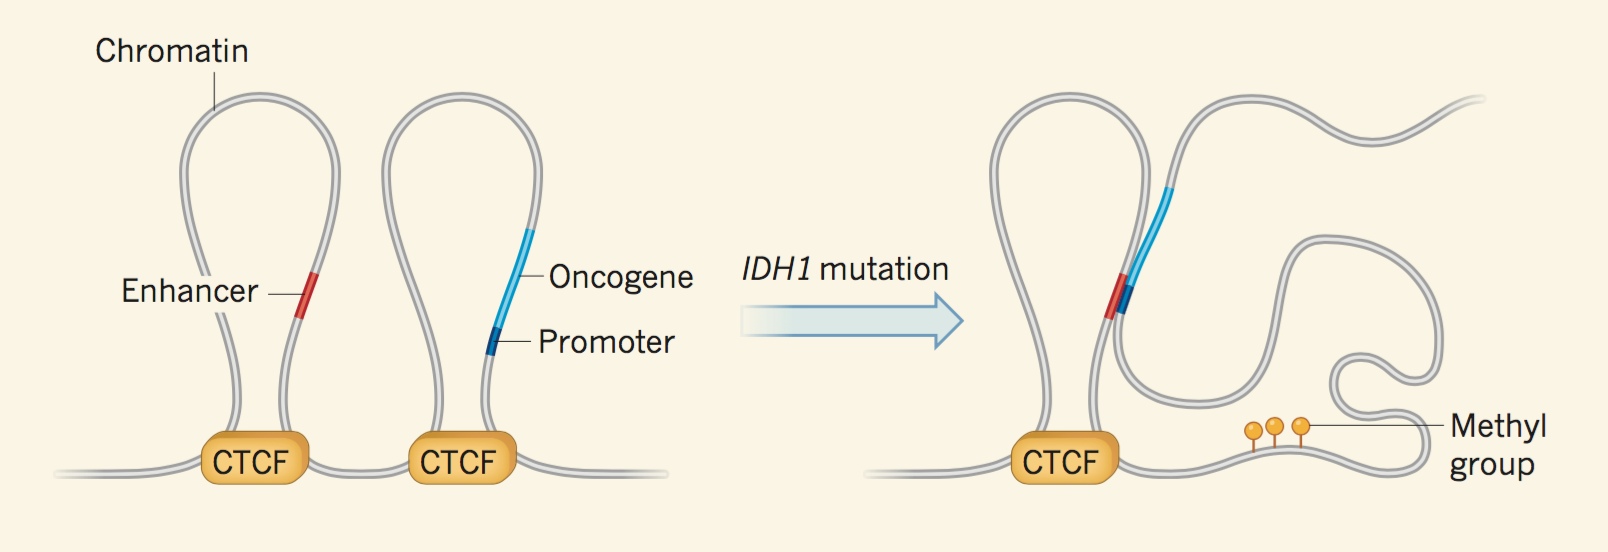 Chromatin
Enhancer
Oncogene
Promoter
CTCF
CTCF
IDH1 mutation
CTCF
Methyl
group